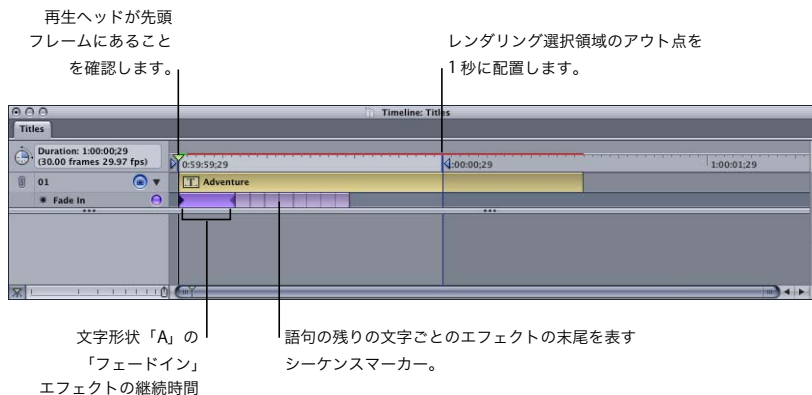 再生ヘッドが先頭
フレームにあること
を確認します。
レンダリング選択領域のアウト点を
1 秒に配置します。
Timeline: Titles
Titles
Duration: 1:00:00;29
(30.00 frames 29.97 fps)
0:59:59;29
1:00:00;29
1:00:01;29
01
T Adventure
Fade In
文字形状「A」の
「フェードイン」
エフェクトの継続時間
語句の残りの文字ごとのエフェクトの末尾を表す
シーケンスマーカー。